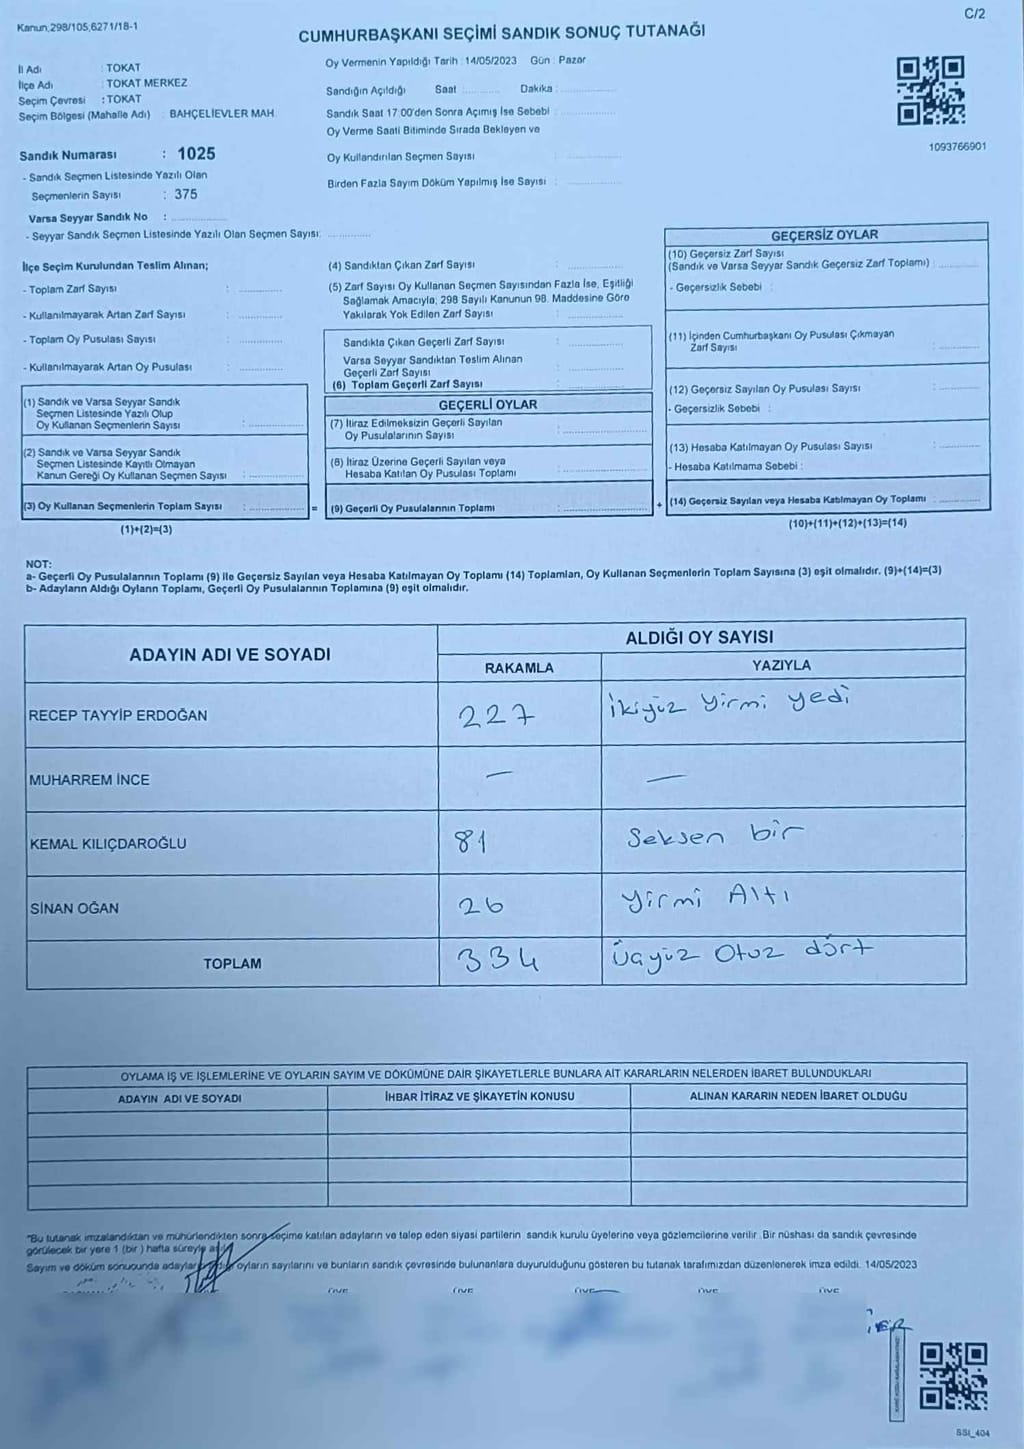 Kanun,298/105,6271/18-1
C/2
CUMHURBAŞKANI SEÇİMİ SANDIK SONUÇ TUTANAĞI
İl Adı : TOKAT
İlçe Adı : TOKAT MERKEZ
Seçim Çevresi : TOKAT
Seçim Bölgesi (Mahalle Adı) : BAHÇELİEVLER MAH.
Sandık Numarası : 1025
- Sandık Seçmen Listesinde Yazılı Olan
Seçmenlerin Sayısı : 375
Varsa Seyyar Sandık No : ..............
- Seyyar Sandık Seçmen Listesinde Yazılı Olan Seçmen Sayısı: ............
Oy Vermenin Yapıldığı Tarih : 14/05/2023 Gün : Pazar
Sandığın Açıldığı Saat : ............ Dakika : ..............
Sandık Saat 17:00'den Sonra Açımış İse Sebebi : ..............
Oy Verme Saati Bitiminde Sırada Bekleyen ve
Oy Kullandırılan Seçmen Sayısı : ..............
Birden Fazla Sayım Döküm Yapılmış İse Sayısı : ..............
1093766901
İlçe Seçim Kurulundan Teslim Alınan;
- Toplam Zarf Sayısı : ............
- Kullanılmayarak Artan Zarf Sayısı : ............
- Toplam Oy Pusulası Sayısı : ............
- Kullanılmayarak Artan Oy Pusulası : ............
(1) Sandık ve Varsa Seyyar Sandık
Seçmen Listesinde Yazılı Olup
Oy Kullanan Seçmenlerin Sayısı : ..............
(2) Sandık ve Varsa Seyyar Sandık
Seçmen Listesinde Kayıtlı Olmayan
Kanun Gereği Oy Kullanan Seçmen Sayısı : ..............
(3) Oy Kullanan Seçmenlerin Toplam Sayısı : ..............
(1)+(2)=(3)
=
(4) Sandıktan Çıkan Zarf Sayısı : ..............
(5) Zarf Sayısı Oy Kullanan Seçmen Sayısından Fazla İse, Eşitliği
Sağlamak Amacıyla; 298 Sayılı Kanunun 98. Maddesine Göre
Yakılarak Yok Edilen Zarf Sayısı : ..............
Sandıkta Çıkan Geçerli Zarf Sayısı : ..............
Varsa Seyyar Sandıktan Teslim Alınan
Geçerli Zarf Sayısı : ..............
(6) Toplam Geçerli Zarf Sayısı : ..............
GEÇERLİ OYLAR
(7) İtiraz Edilmeksizin Geçerli Sayılan
Oy Pusulalarının Sayısı : ..............
(8) İtiraz Üzerine Geçerli Sayılan veya
Hesaba Katılan Oy Pusulası Toplamı : ..............
(9) Geçerli Oy Pusulalarının Toplamı : ..............
+
GEÇERSİZ OYLAR
(10) Geçersiz Zarf Sayısı
(Sandık ve Varsa Seyyar Sandık Geçersiz Zarf Toplamı) : ............
- Geçersizlik Sebebi :
(11) İçinden Cumhurbaşkanı Oy Pusulası Çıkmayan
Zarf Sayısı : ............
(12) Geçersiz Sayılan Oy Pusulası Sayısı : ............
- Geçersizlik Sebebi :
(13) Hesaba Katılmayan Oy Pusulası Sayısı : ............
- Hesaba Katılmama Sebebi :
(14) Geçersiz Sayılan veya Hesaba Katılmayan Oy Toplamı : ............
(10)+(11)+(12)+(13)=(14)
NOT:
a- Geçerli Oy Pusulalarının Toplamı (9) ile Geçersiz Sayılan veya Hesaba Katılmayan Oy Toplamı (14) Toplamları, Oy Kullanan Seçmenlerin Toplam Sayısına (3) eşit olmalıdır. (9)+(14)=(3)
b- Adayların Aldığı Oyların Toplamı, Geçerli Oy Pusulalarının Toplamına (9) eşit olmalıdır.
ADAYIN ADI VE SOYADI
ALDIĞI OY SAYISI
RAKAMLA YAZIYLA
RECEP TAYYİP ERDOĞAN 227 İkiyüz Yirmi yedi
MUHARREM İNCE — —
KEMAL KILIÇDAROĞLU 81 Seksen bir
SİNAN OĞAN 26 Yirmi Altı
TOPLAM 334 Üçyüz Otuz dört
OYLAMA İŞ VE İŞLEMLERİNE VE OYLARIN SAYIM VE DÖKÜMÜNE DAİR ŞİKAYETLERLE BUNLARA AİT KARARLARIN NELERDEN İBARET BULUNDUKLARI
ADAYIN ADI VE SOYADI İHBAR İTİRAZ VE ŞİKAYETİN KONUSU ALINAN KARARIN NEDEN İBARET OLDUĞU
"Bu tutanak imzalandıktan ve mühürlendikten sonra seçime katılan adayların ve talep eden siyasi partilerin sandık kurulu üyelerine veya gözlemcilerine verilir. Bir nüshası da sandık çevresinde
görülecek bir yere 1 (bir) hafta süreyle
Sayım ve döküm sonucunda oyların sayılarını ve bunların sandık çevresinde bulunanlara duyurulduğunu gösteren bu tutanak tarafımızdan düzenlenerek imza edildi. 14/05/2023
ÜYE ÜYE ÜYE ÜYE ÜYE
SSI_404